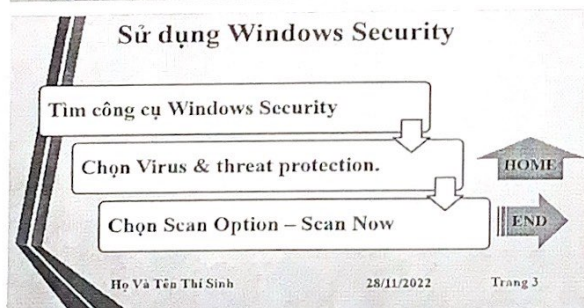 Sử dụng Windows Security
Tìm công cụ Windows Security
Chọn Virus & threat protection.
HOME
Chọn Scan Option – Scan Now
END
Họ Và Tên Thí Sinh 28/11/2022 Trang 3